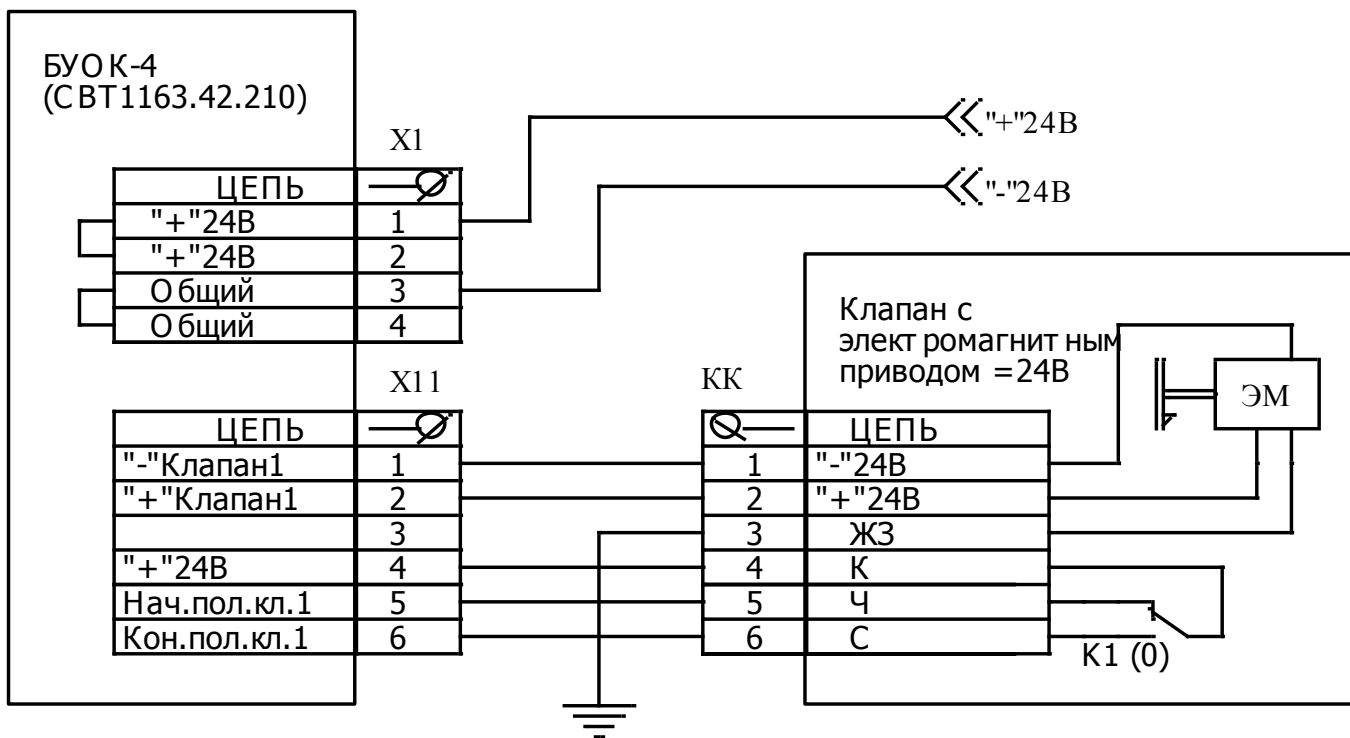 БУОК-4
(СВТ1163.42.210)
X1
ЦЕПЬ
"+"24В 1
"+"24В 2
Общий 3
Общий 4
"+"24В
"-"24В
X11
ЦЕПЬ
"-"Клапан1 1
"+"Клапан1 2
3
"+"24В 4
Нач.пол.кл.1 5
Кон.пол.кл.1 6
Клапан с
электромагнитным
приводом =24В
ЭМ
КК
ЦЕПЬ
1 "-"24В
2 "+"24В
3 ЖЗ
4 К
5 Ч
6 С
К1 (0)